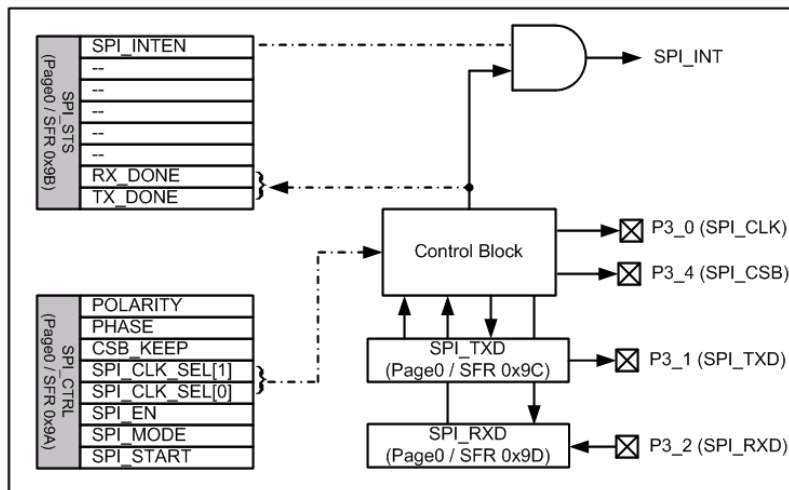 SPI_STS
(Page0 / SFR 0x9B)
SPI_INTEN
--
--
--
--
--
RX_DONE
TX_DONE
SPI_INT
Control Block
P3_0 (SPI_CLK)
P3_4 (SPI_CSB)
SPI_CTRL
(Page0 / SFR 0x9A)
POLARITY
PHASE
CSB_KEEP
SPI_CLK_SEL[1]
SPI_CLK_SEL[0]
SPI_EN
SPI_MODE
SPI_START
SPI_TXD
(Page0 / SFR 0x9C)
P3_1 (SPI_TXD)
SPI_RXD
(Page0 / SFR 0x9D)
P3_2 (SPI_RXD)